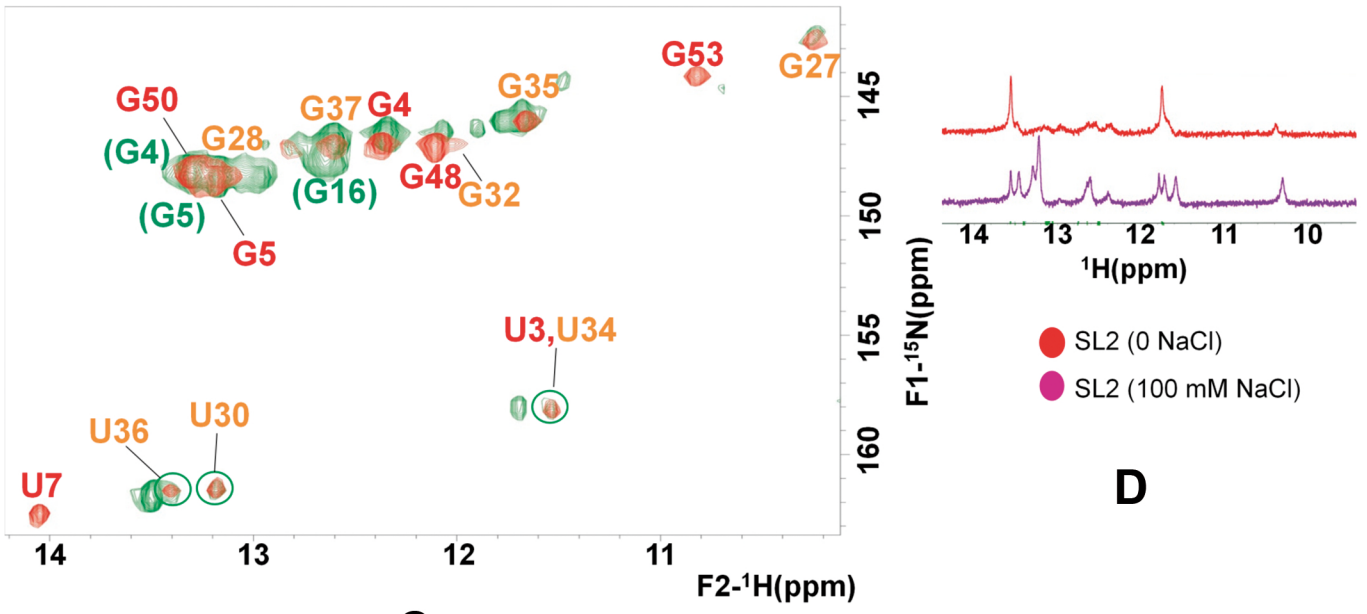 G53
G27
G50
G37
G4
G35
(G4)
G28
G48
G32
(G16)
(G5)
G5
U3,U34
U36
U30
U7
145
150
155
160
F1-¹⁵N(ppm)
14
13
12
11
F2-¹H(ppm)
14
13
12
11
10
¹H(ppm)
SL2 (0 NaCl)
SL2 (100 mM NaCl)
D